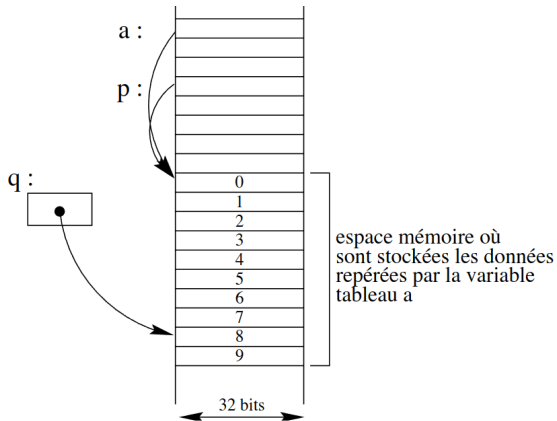 a :
p :
q :
0
1
2
3
4
5
6
7
8
9
espace mémoire où
sont stockées les données
repérées par la variable
tableau a
32 bits